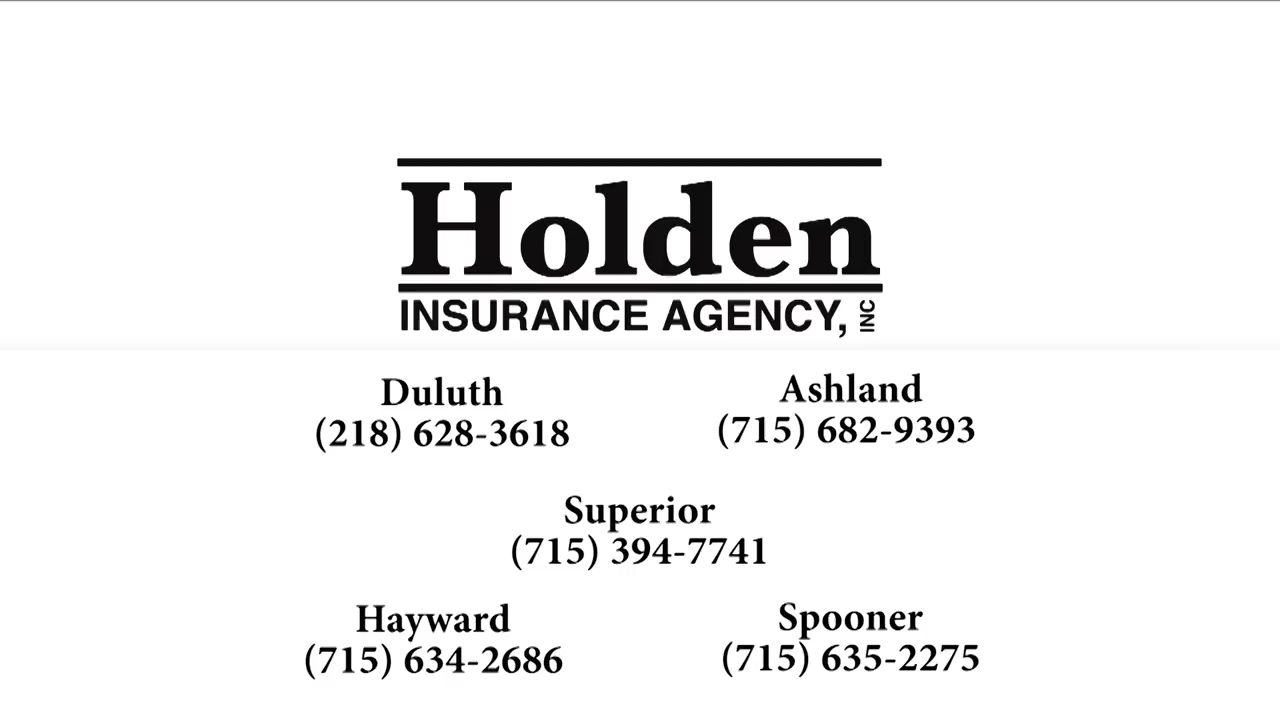 Holden
INSURANCE AGENCY, INC
Duluth
(218) 628-3618
Ashland
(715) 682-9393
Superior
(715) 394-7741
Hayward
(715) 634-2686
Spooner
(715) 635-2275